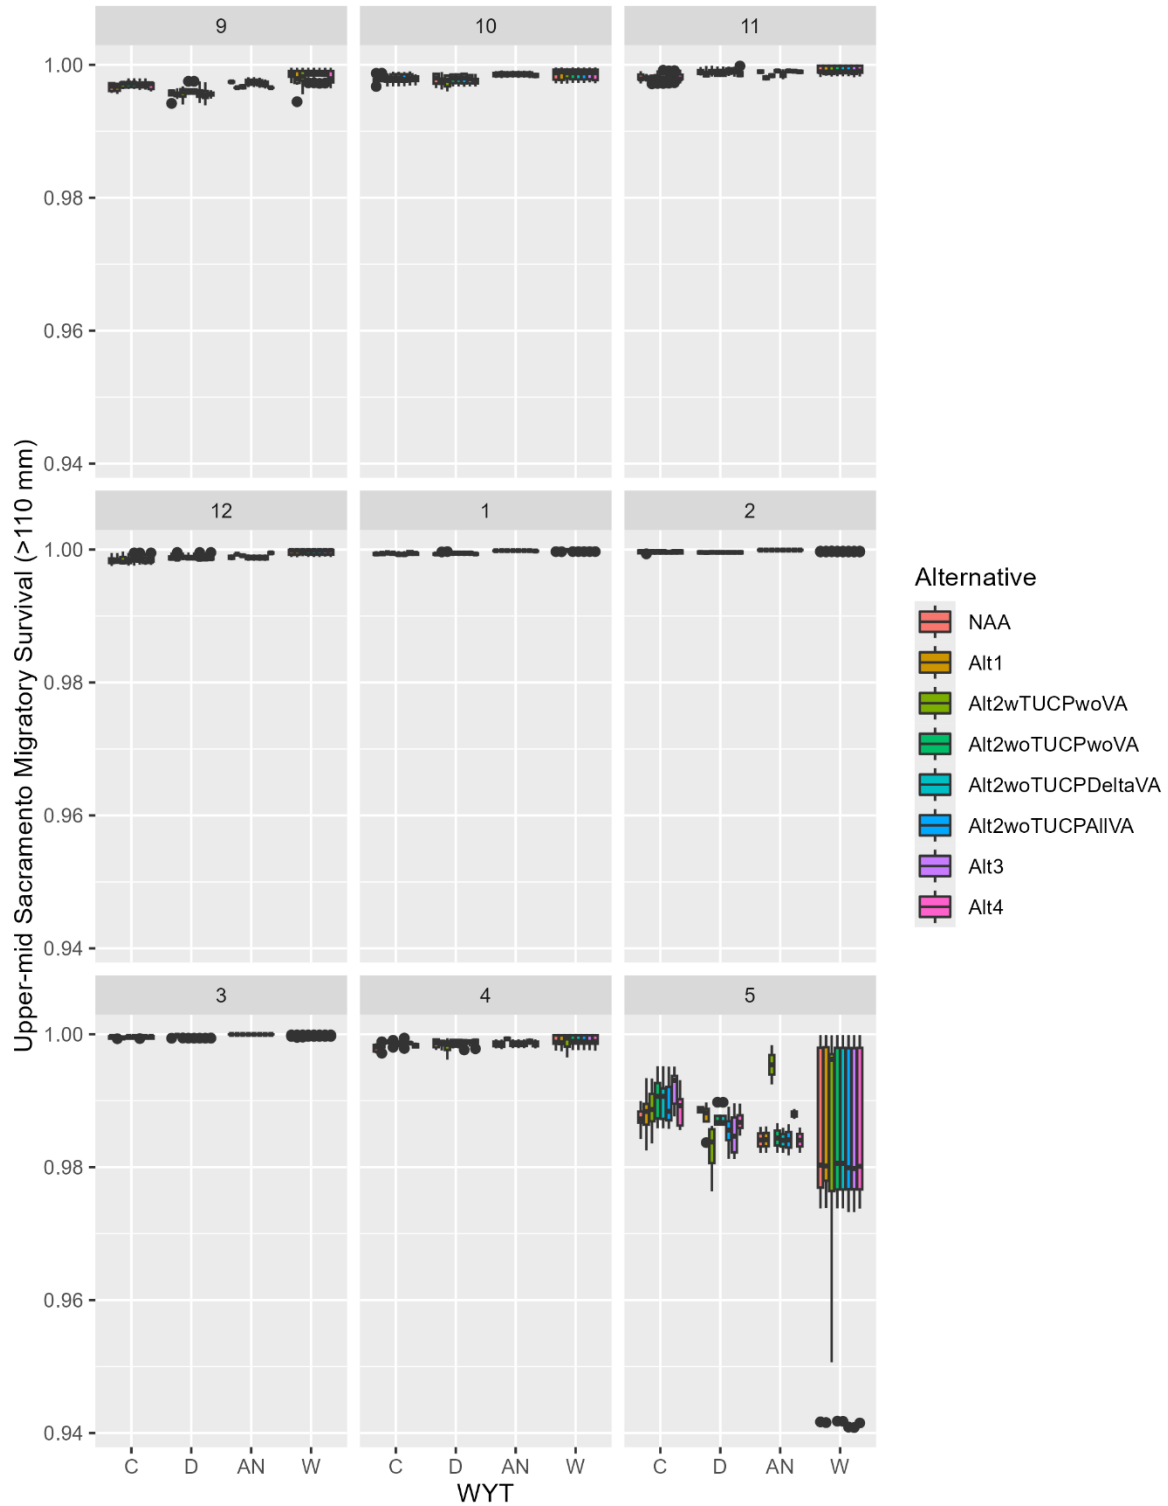 9
10
11
1.00
0.98
0.96
0.94
12
1
2
1.00
0.98
0.96
0.94
3
4
5
1.00
0.98
0.96
0.94
C D AN W
C D AN W
C D AN W
WYT
Upper-mid Sacramento Migratory Survival (>110 mm)
Alternative
NAA
Alt1
Alt2wTUCPwoVA
Alt2woTUCPwoVA
Alt2woTUCPDeltaVA
Alt2woTUCPAllVA
Alt3
Alt4